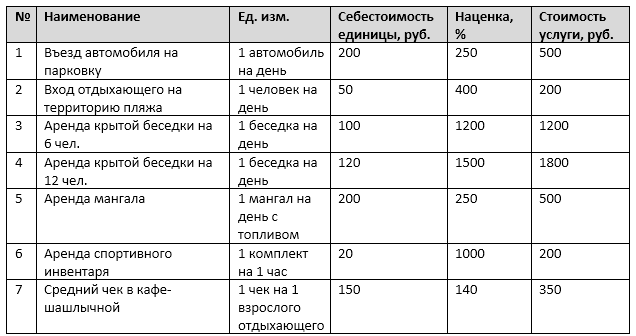 № Наименование Ед. изм. Себестоимость Наценка, Стоимость
единицы, руб. % услуги, руб.
1 Въезд автомобиля на 1 автомобиль 200 250 500
парковку на день
2 Вход отдыхающего на 1 человек на 50 400 200
территорию пляжа день
3 Аренда крытой беседки на 1 беседка на 100 1200 1200
6 чел. день
4 Аренда крытой беседки на 1 беседка на 120 1500 1800
12 чел. день
5 Аренда мангала 1 мангал на 200 250 500
день с
топливом
6 Аренда спортивного 1 комплект 20 1000 200
инвентаря на 1 час
7 Средний чек в кафе- 1 чек на 1 150 140 350
шашлычной взрослого
отдыхающего